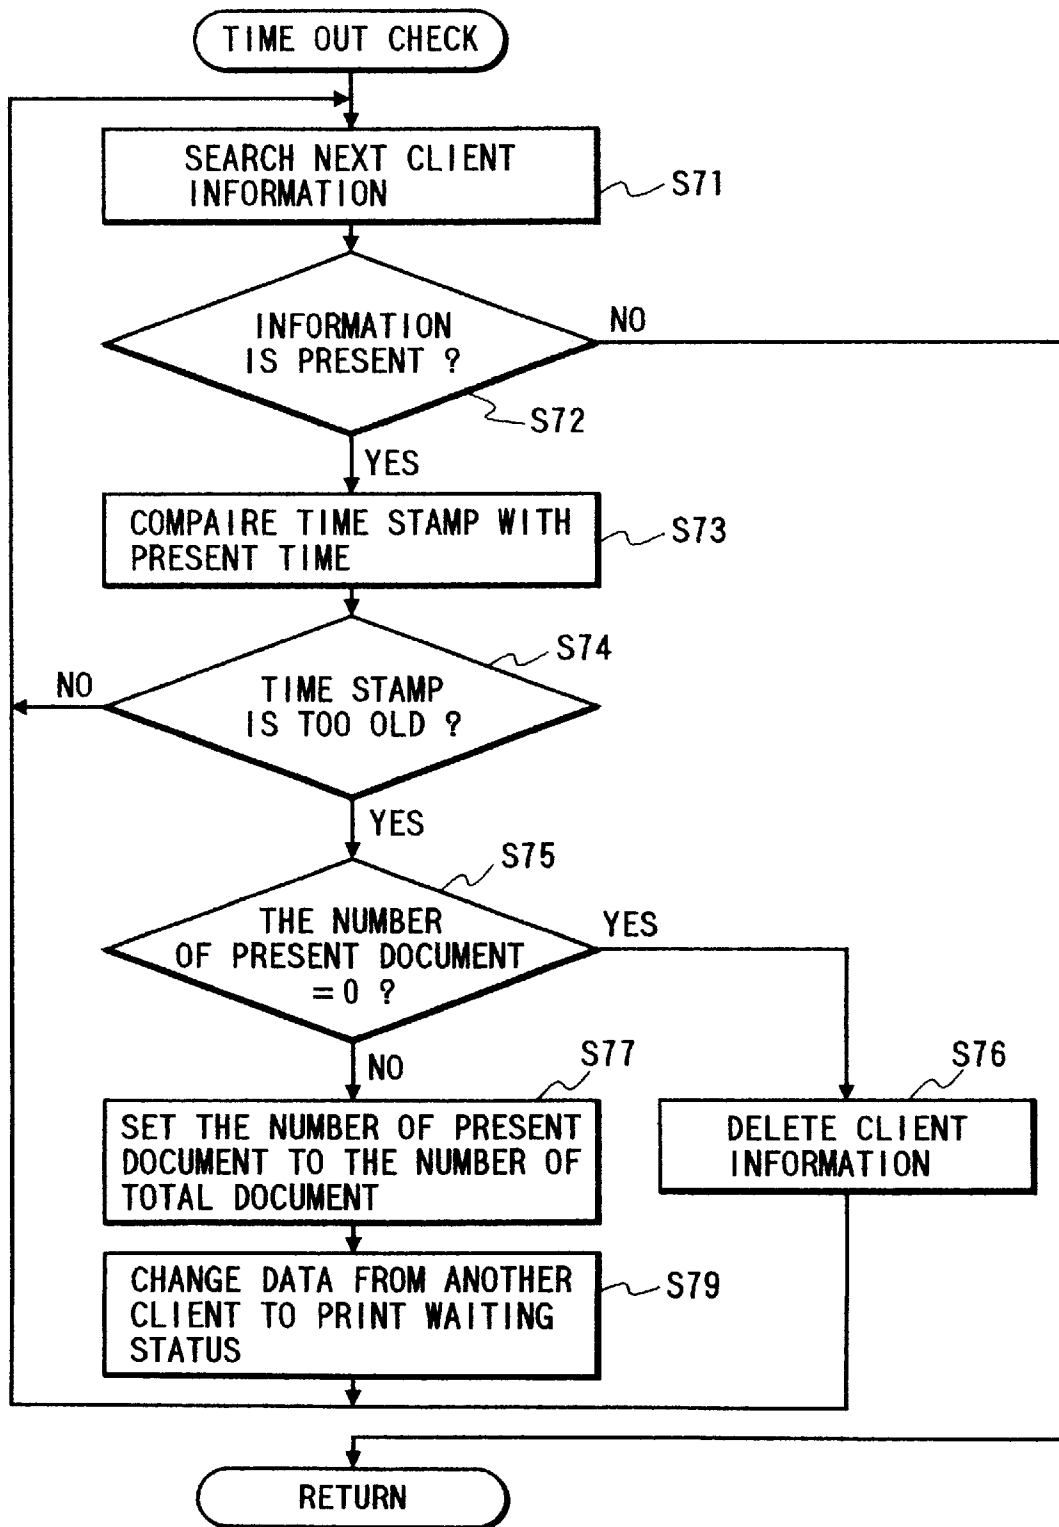 TIME OUT CHECK
SEARCH NEXT CLIENT
INFORMATION
S71
INFORMATION
IS PRESENT ?
NO
S72
YES
COMPAIRE TIME STAMP WITH
PRESENT TIME
S73
S74
TIME STAMP
IS TOO OLD ?
NO
YES
S75
THE NUMBER
OF PRESENT DOCUMENT
=0 ?
YES
NO
S77
S76
SET THE NUMBER OF PRESENT
DOCUMENT TO THE NUMBER OF
TOTAL DOCUMENT
DELETE CLIENT
INFORMATION
CHANGE DATA FROM ANOTHER
CLIENT TO PRINT WAITING
STATUS
S79
RETURN